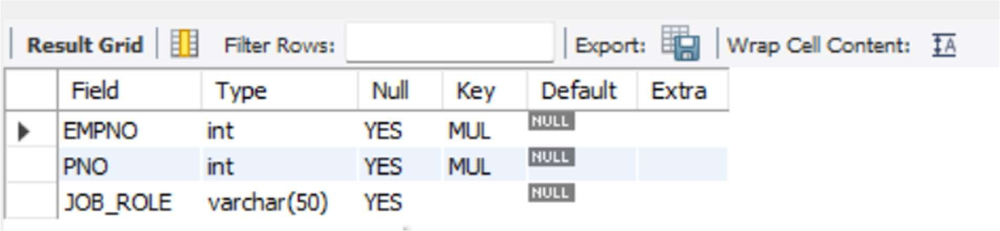 Result Grid Filter Rows: Export: Wrap Cell Content: A
Field Type Null Key Default Extra
EMPNO int YES MUL NULL
PNO int YES MUL NULL
JOB_ROLE varchar(50) YES NULL